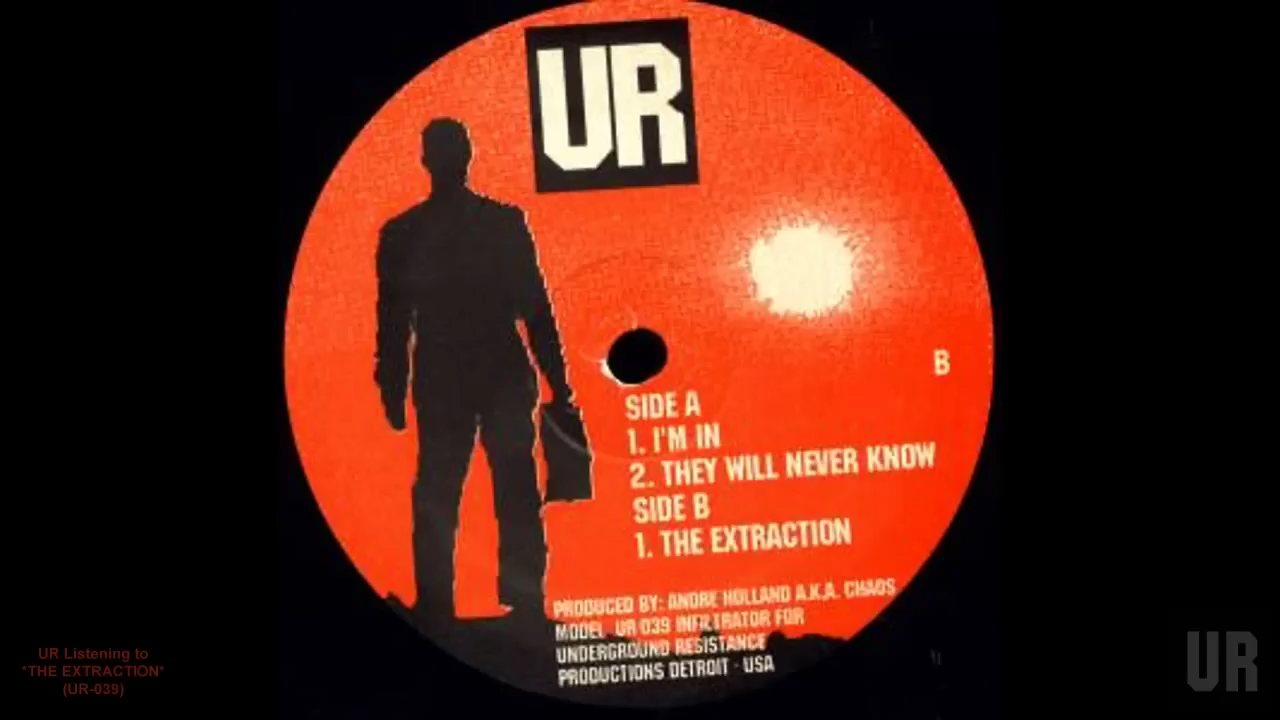 UR
B
SIDE A
1. I'M IN
2. THEY WILL NEVER KNOW
SIDE B
1. THE EXTRACTION
PRODUCED BY: ANDRE HOLLAND A.K.A. CHAOS
MODEL UR-039 INFILTRATOR FOR
UNDERGROUND RESISTANCE
PRODUCTIONS DETROIT - USA
UR Listening to
*THE EXTRACTION*
(UR-039)
UR